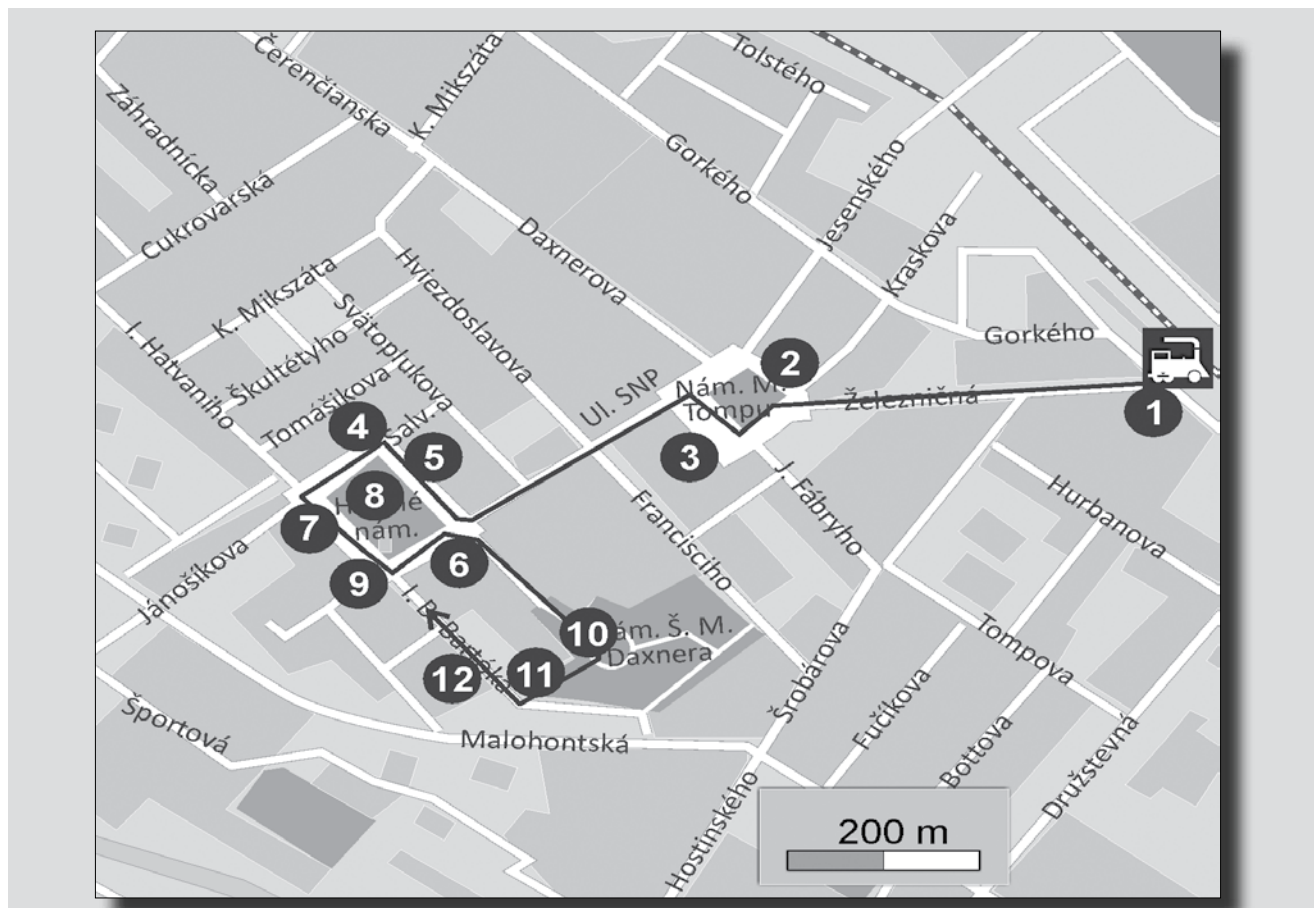 Čerenčianska
K. Mikszáta
Tolstého
Záhradnícka
Gorkého
Jesenského
Cukrovarská
Daxnerova
Kraskova
Hviezdoslavova
K. Mikszáta
Svätoplukova
I. Hatvaniho
Gorkého
Škultétyho
2
Nám. M.
Tompu
Ul. SNP
Železničná
1
Tomášikova
4
Salva
3
5
8
J. Fábryho
Hurbanova
7
nám.
Francisciho
6
9
Jánošíkova
10
Nám. Š. M.
Daxnera
Tompova
11
12
Šrobárova
Fučíkova
Športová
Malohontská
Bottova
Družstevná
Hostinského
200 m